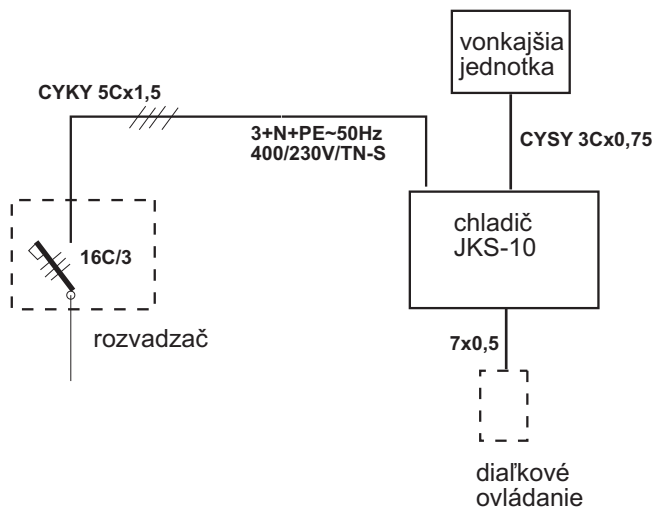 vonkajšia
jednotka
CYKY 5Cx1,5
3+N+PE~50Hz
400/230V/TN-S
CYSY 3Cx0,75
chladič
JKS-10
16C/3
rozvadzač
7x0,5
diaľkové
ovládanie